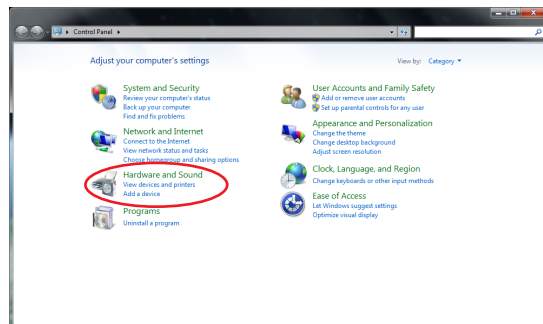 Control Panel
Adjust your computer's settings
View by: Category
System and Security
Review your computer's status
Back up your computer
Find and fix problems
Network and Internet
Connect to the Internet
View network status and tasks
Choose homegroup and sharing options
Hardware and Sound
View devices and printers
Add a device
Programs
Uninstall a program
User Accounts and Family Safety
Add or remove user accounts
Set up parental controls for any user
Appearance and Personalization
Change the theme
Change desktop background
Adjust screen resolution
Clock, Language, and Region
Change keyboards or other input methods
Ease of Access
Let Windows suggest settings
Optimize visual display